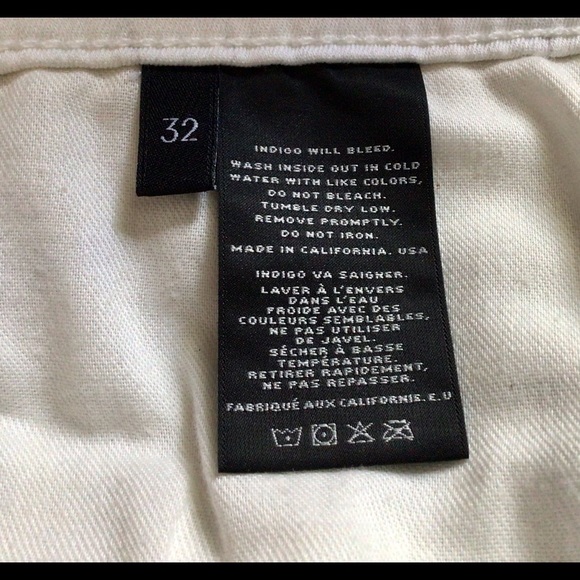 32
INDIGO WILL BLEED.
WASH INSIDE OUT IN COLD
WATER WITH LIKE COLORS,
DO NOT BLEACH.
TUMBLE DRY LOW.
REMOVE PROMPTLY.
DO NOT IRON.
MADE IN CALIFORNIA. USA
INDIGO VA SAIGNER.
LAVER À L'ENVERS
DANS L'EAU
FROIDE AVEC DES
COULEURS SEMBLABLES,
NE PAS UTILISER
DE JAVEL.
SÉCHER À BASSE
TEMPÉRATURE.
RETIRER RAPIDEMENT,
NE PAS REPASSER.
FABRIQUÉ AUX CALIFORNIE. E.U